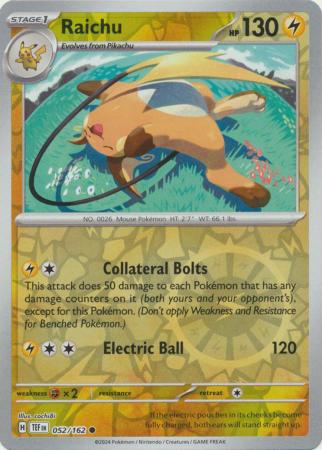 STAGE 1 Raichu HP 130
Evolves from Pikachu
NO. 0026 Mouse Pokémon HT: 2'7" WT: 66.1 lbs.
Collateral Bolts
This attack does 50 damage to each Pokémon that has any
damage counters on it (both yours and your opponent's),
except for this Pokémon. (Don't apply Weakness and Resistance
for Benched Pokémon.)
Electric Ball 120
weakness ×2 resistance retreat
Illus. cochi8i
H TEF EN 052/162
If the electric pouches in its cheeks become
fully charged, both ears will stand straight up.
©2024 Pokémon / Nintendo / Creatures / GAME FREAK